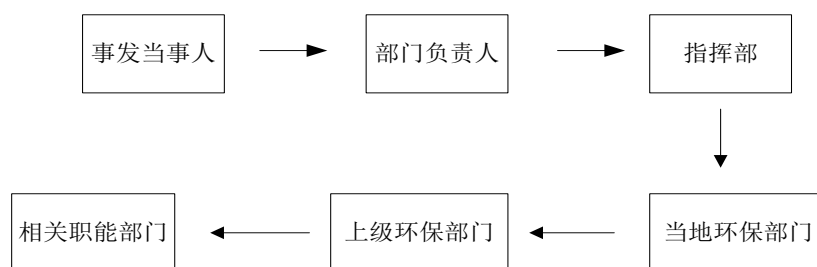 事发当事人
部门负责人
指挥部
当地环保部门
上级环保部门
相关职能部门